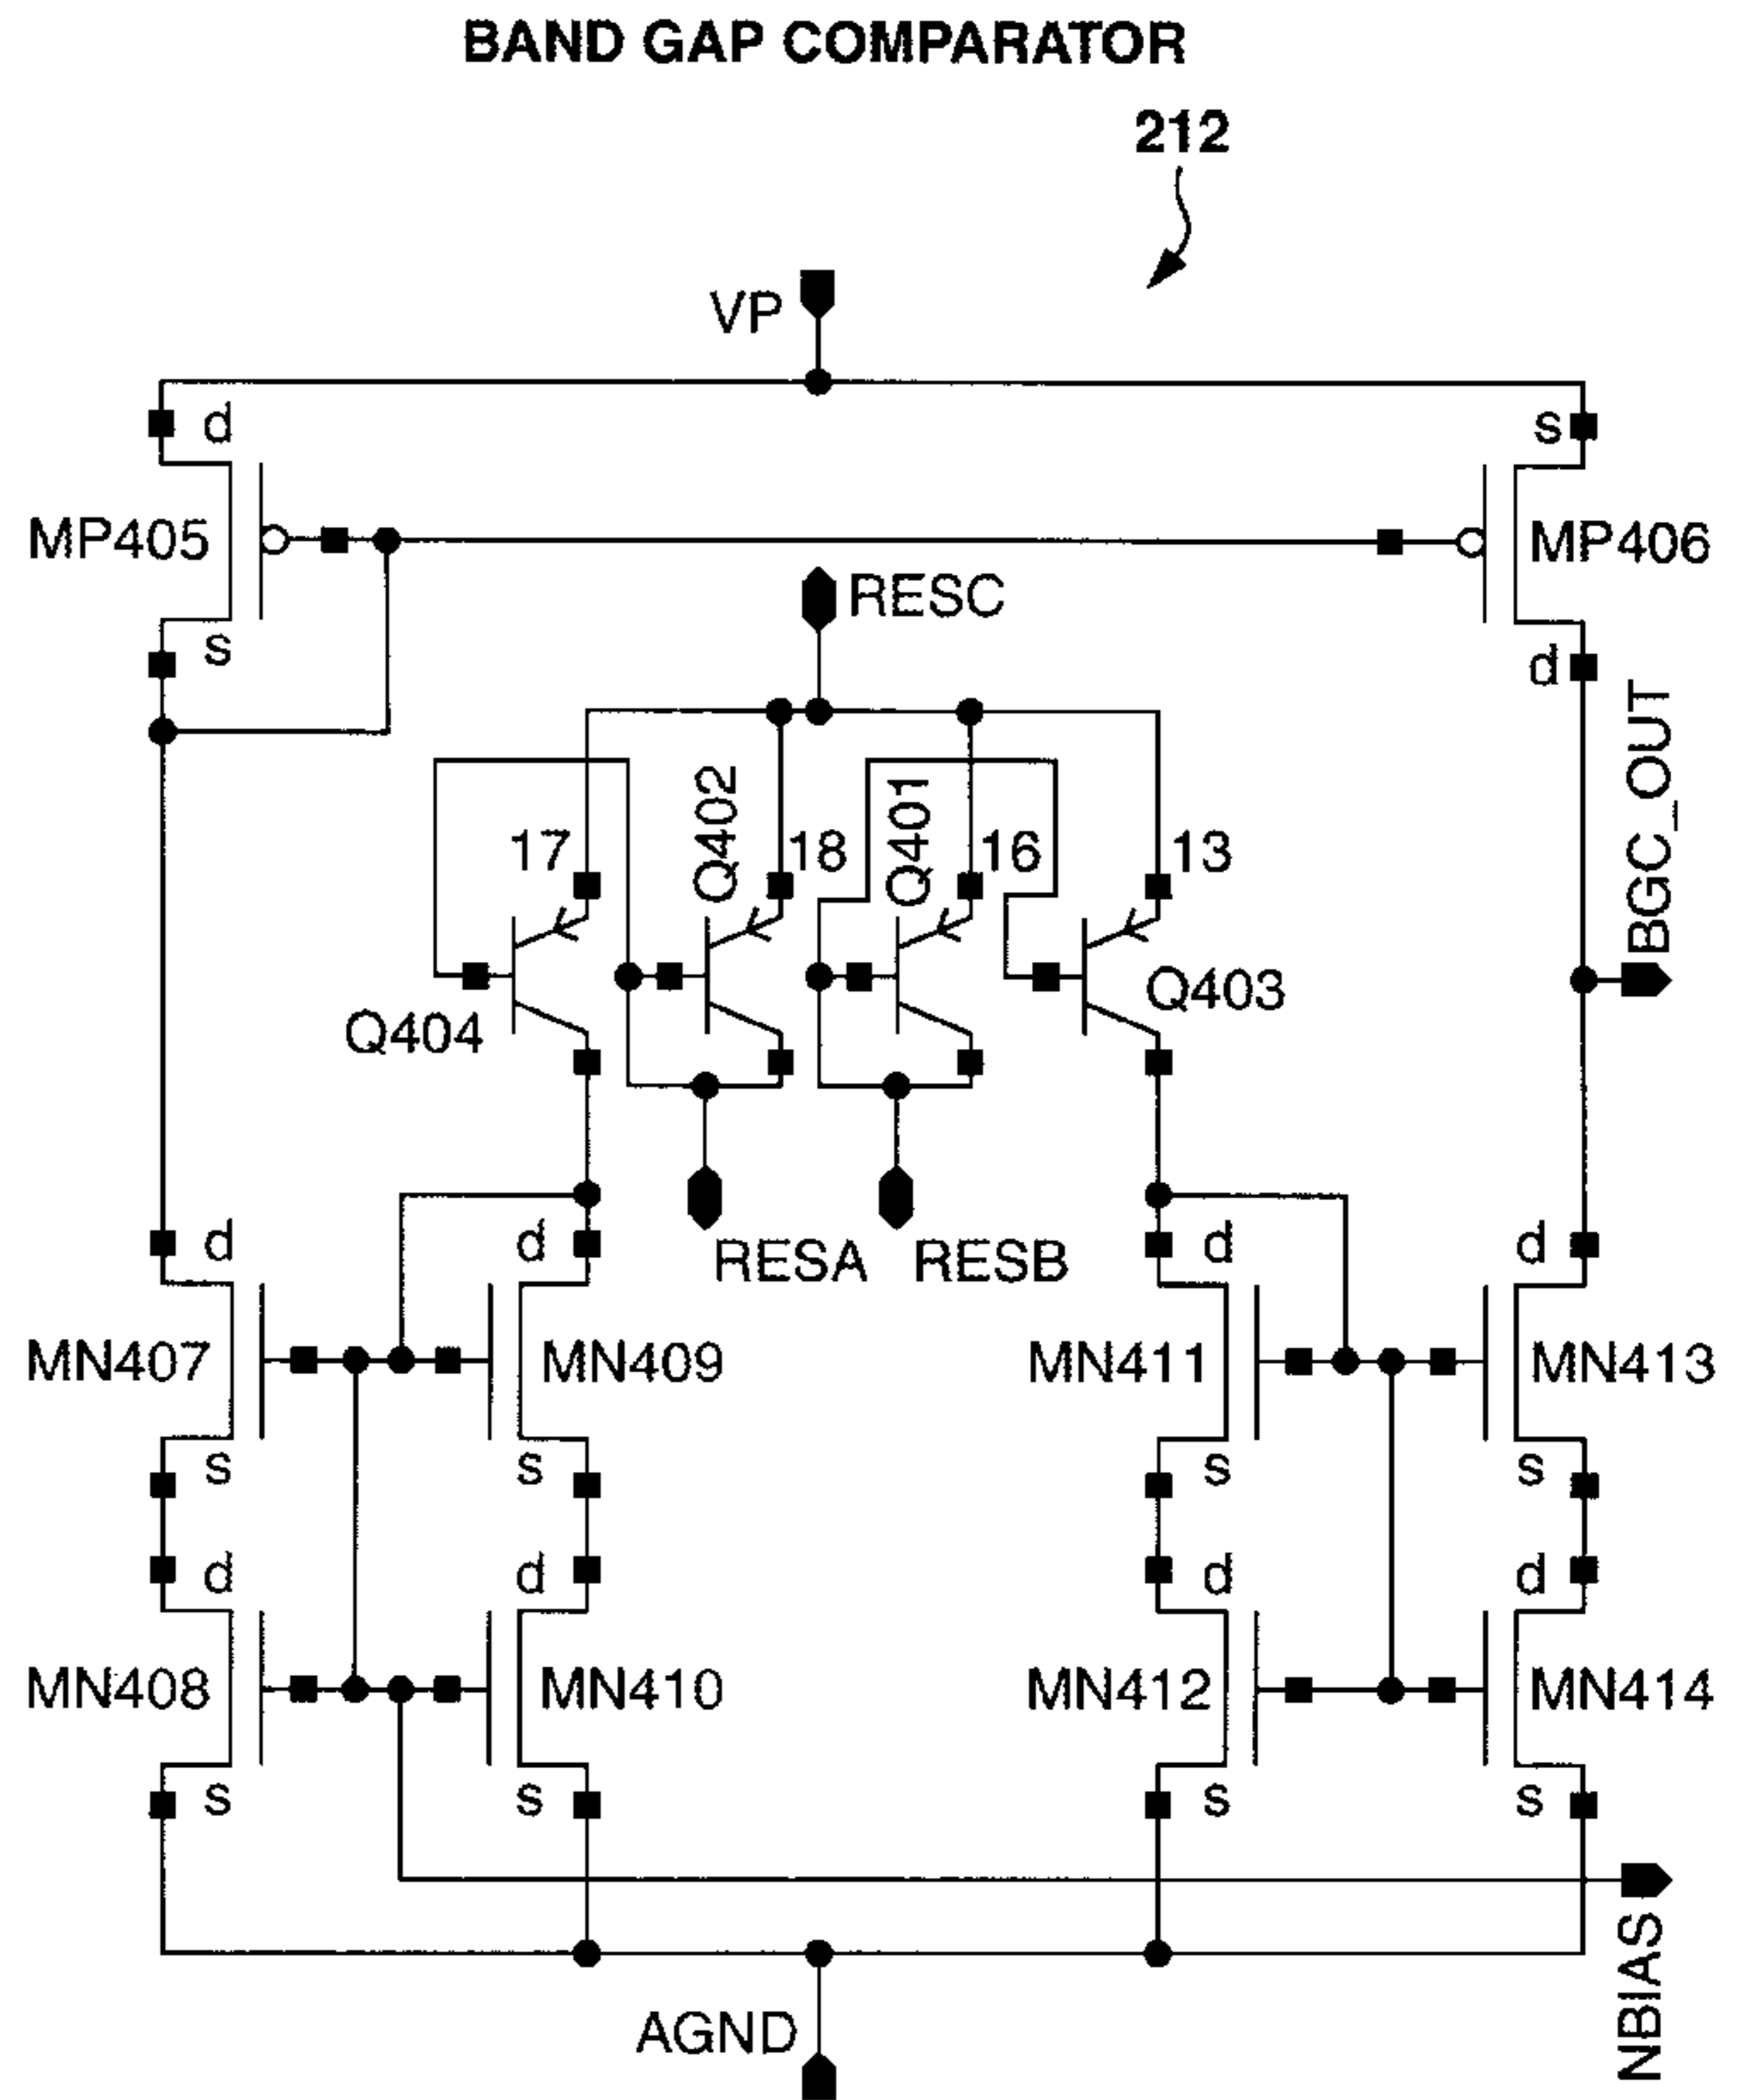 BAND GAP COMPARATOR
212
VP
d
s
MP405
MP406
RESC
s
d
BGC_OUT
17
Q402
18
Q401
16
13
Q404
Q403
RESA
RESB
d
d
d
d
MN407
MN409
MN411
MN413
s
s
s
s
d
d
d
d
MN408
MN410
MN412
MN414
s
s
s
s
AGND
NBIAS